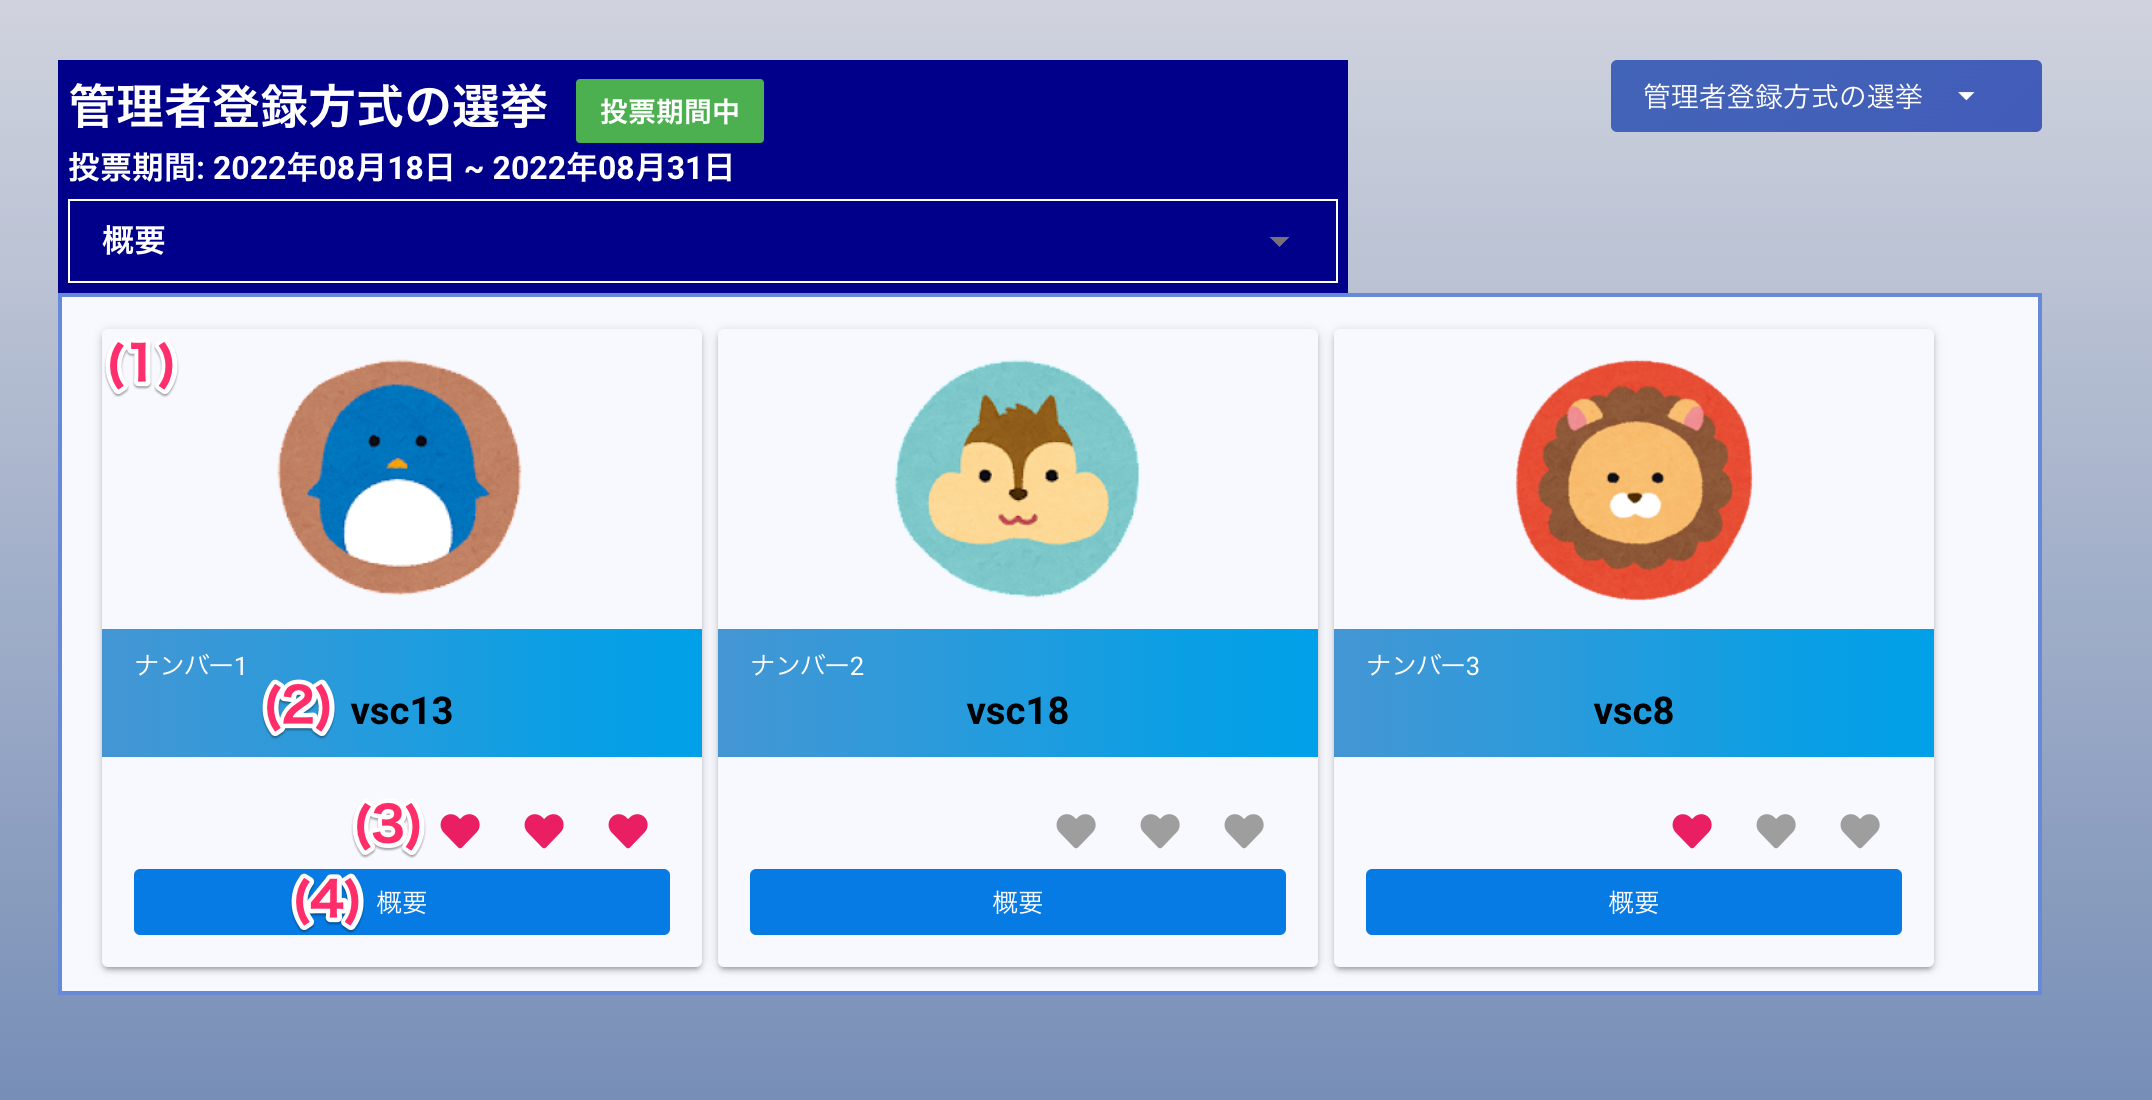 管理者登録方式の選挙 投票期間中
管理者登録方式の選挙
投票期間: 2022年08月18日 ~ 2022年08月31日
概要
(1)
ナンバー1
(2) vsc13
(3)
(4) 概要
ナンバー2
vsc18
概要
ナンバー3
vsc8
概要